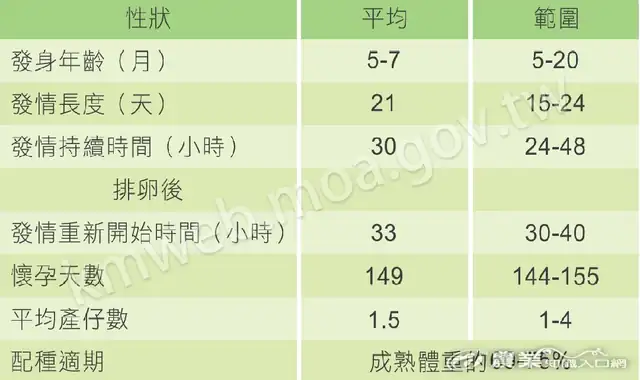 性狀 平均 範圍
發身年齡（月） 5-7 5-20
發情長度（天） 21 15-24
發情持續時間（小時） 30 24-48
排卵後
發情重新開始時間（小時） 33 30-40
懷孕天數 149 144-155
平均產仔數 1.5 1-4
配種適期 成熟體重的60-75%
kmweb.moa.gov.tw